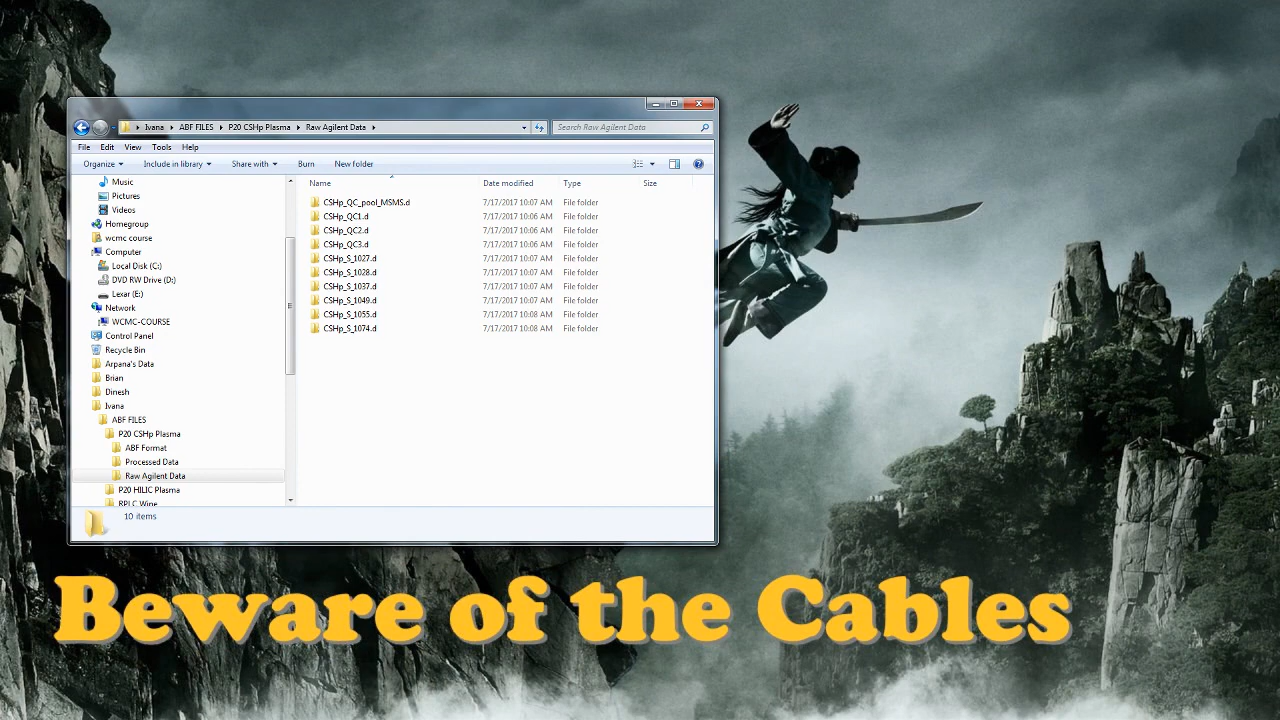 Ivana ABF FILES P20 CSHp Plasma Raw Agilent Data
Search Raw Agilent Data
File Edit View Tools Help
Organize Include in library Share with Burn New folder
Name Date modified Type Size
Music
Pictures
Videos
Homegroup
wcmc course
Computer
Local Disk (C:)
DVD RW Drive (D:)
Lexar (E:)
Network
WCMC-COURSE
Control Panel
Recycle Bin
Arpana's Data
Brian
Dinesh
Ivana
ABF FILES
P20 CSHp Plasma
ABF Format
Processed Data
Raw Agilent Data
P20 HILIC Plasma
RPLC Wine
CSHp_QC_pool_MSMS.d 7/17/2017 10:07 AM File folder
CSHp_QC1.d 7/17/2017 10:06 AM File folder
CSHp_QC2.d 7/17/2017 10:06 AM File folder
CSHp_QC3.d 7/17/2017 10:06 AM File folder
CSHp_S_1027.d 7/17/2017 10:07 AM File folder
CSHp_S_1028.d 7/17/2017 10:07 AM File folder
CSHp_S_1037.d 7/17/2017 10:07 AM File folder
CSHp_S_1049.d 7/17/2017 10:07 AM File folder
CSHp_S_1055.d 7/17/2017 10:08 AM File folder
CSHp_S_1074.d 7/17/2017 10:08 AM File folder
10 items
Beware of the Cables